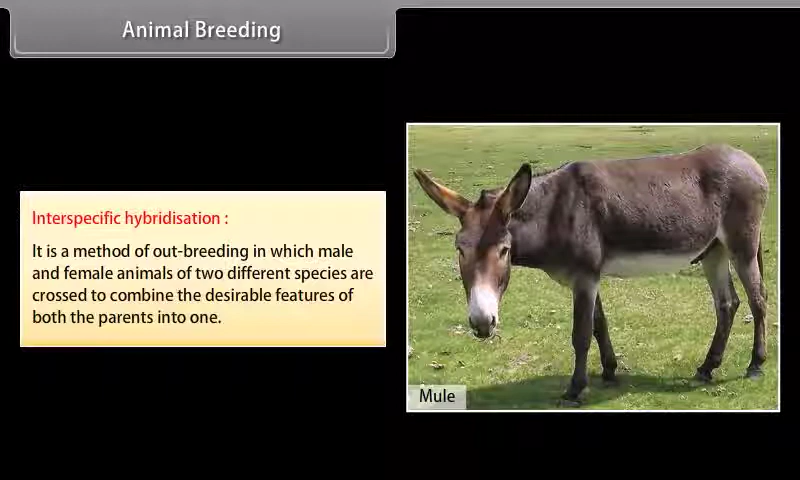 Animal Breeding
Interspecific hybridisation :
It is a method of out-breeding in which male
and female animals of two different species are
crossed to combine the desirable features of
both the parents into one.
Mule